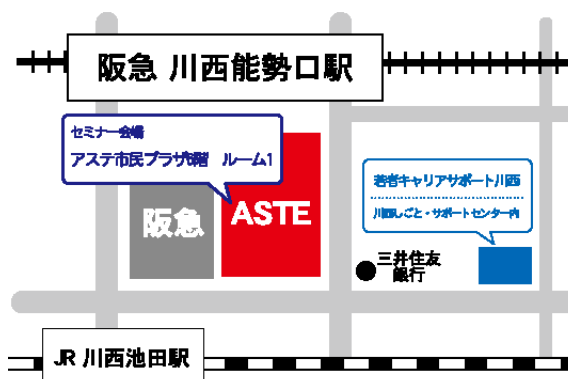 阪急 川西能勢口駅
セミナー会場
アステ市民プラザ6階 ルーム1
阪急
ASTE
若者キャリアサポート川西
川西しごと・サポートセンター内
三井住友
銀行
JR 川西池田駅